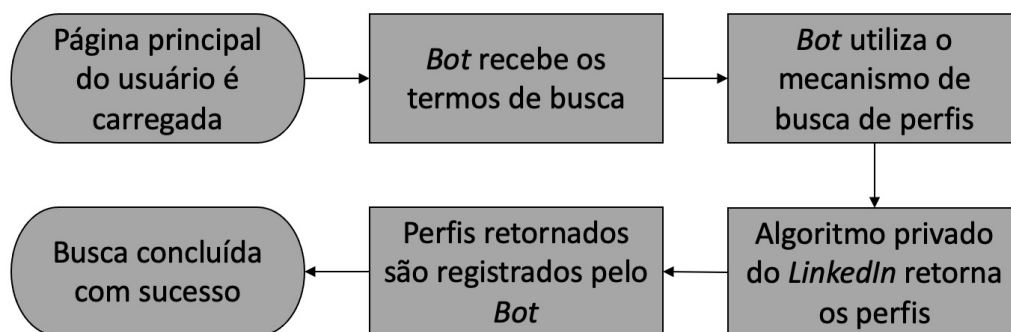 Página principal
do usuário é
carregada
Bot recebe os
termos de busca
Bot utiliza o
mecanismo de
busca de perfis
Algoritmo privado
do LinkedIn retorna
os perfis
Perfis retornados
são registrados pelo
Bot
Busca concluída
com sucesso